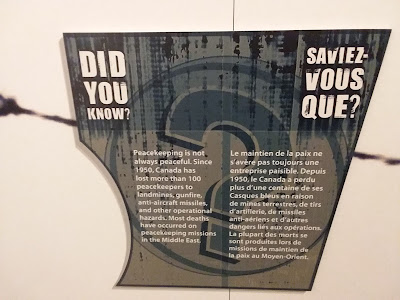 DID
YOU
KNOW?
SAVIEZ-
VOUS
QUE?
Peacekeeping is not
always peaceful. Since
1950, Canada has
lost more than 100
peacekeepers to
landmines, gunfire,
anti-aircraft missiles,
and other operational
hazards. Most deaths
have occurred on
peacekeeping missions
in the Middle East.
Le maintien de la paix ne
s'avère pas toujours une
entreprise paisible. Depuis
1950, le Canada a perdu
plus d'une centaine de ses
Casques bleus en raison
de mines terrestres, de tirs
d'artillerie, de missiles
anti-aériens et d'autres
dangers liés aux opérations.
La plupart des morts se
sont produites lors de
missions de maintien de
la paix au Moyen-Orient.